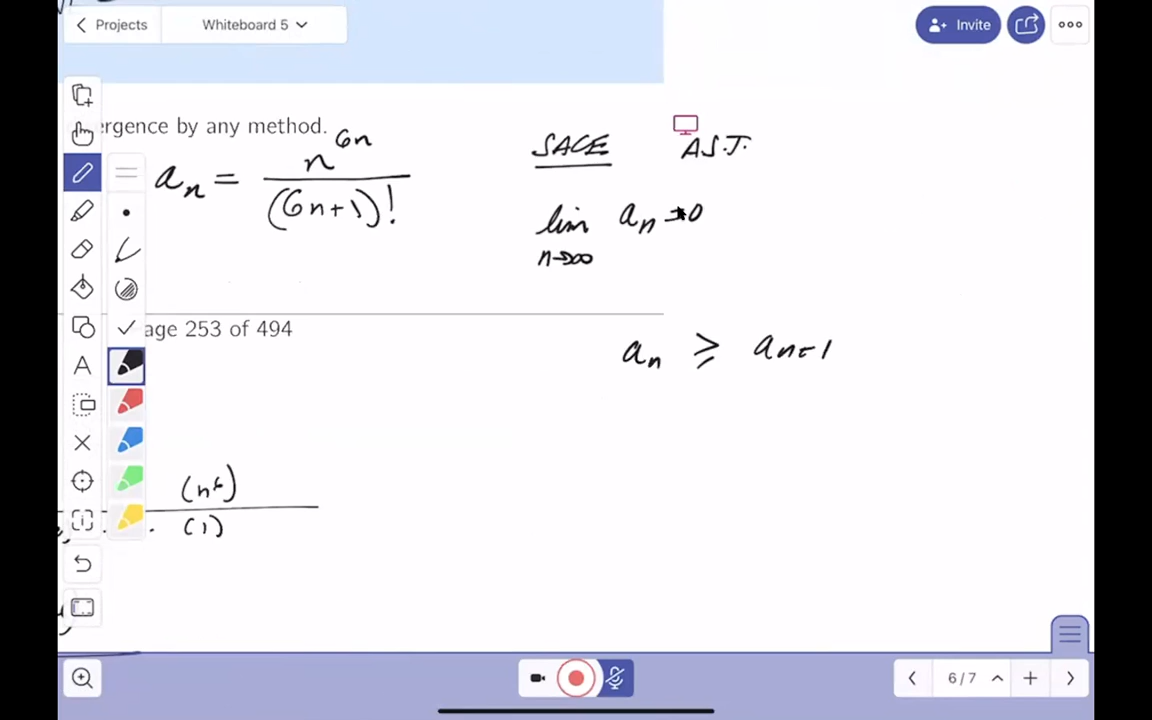 Projects
Whiteboard 5
Invite
ergence by any method.
a_n = n^{6n} / (6n+1)!
SACE A.S.T.
lim n→∞ a_n → 0
age 253 of 494
a_n ≥ a_{n+1}
(n^6)
(1)
6 / 7